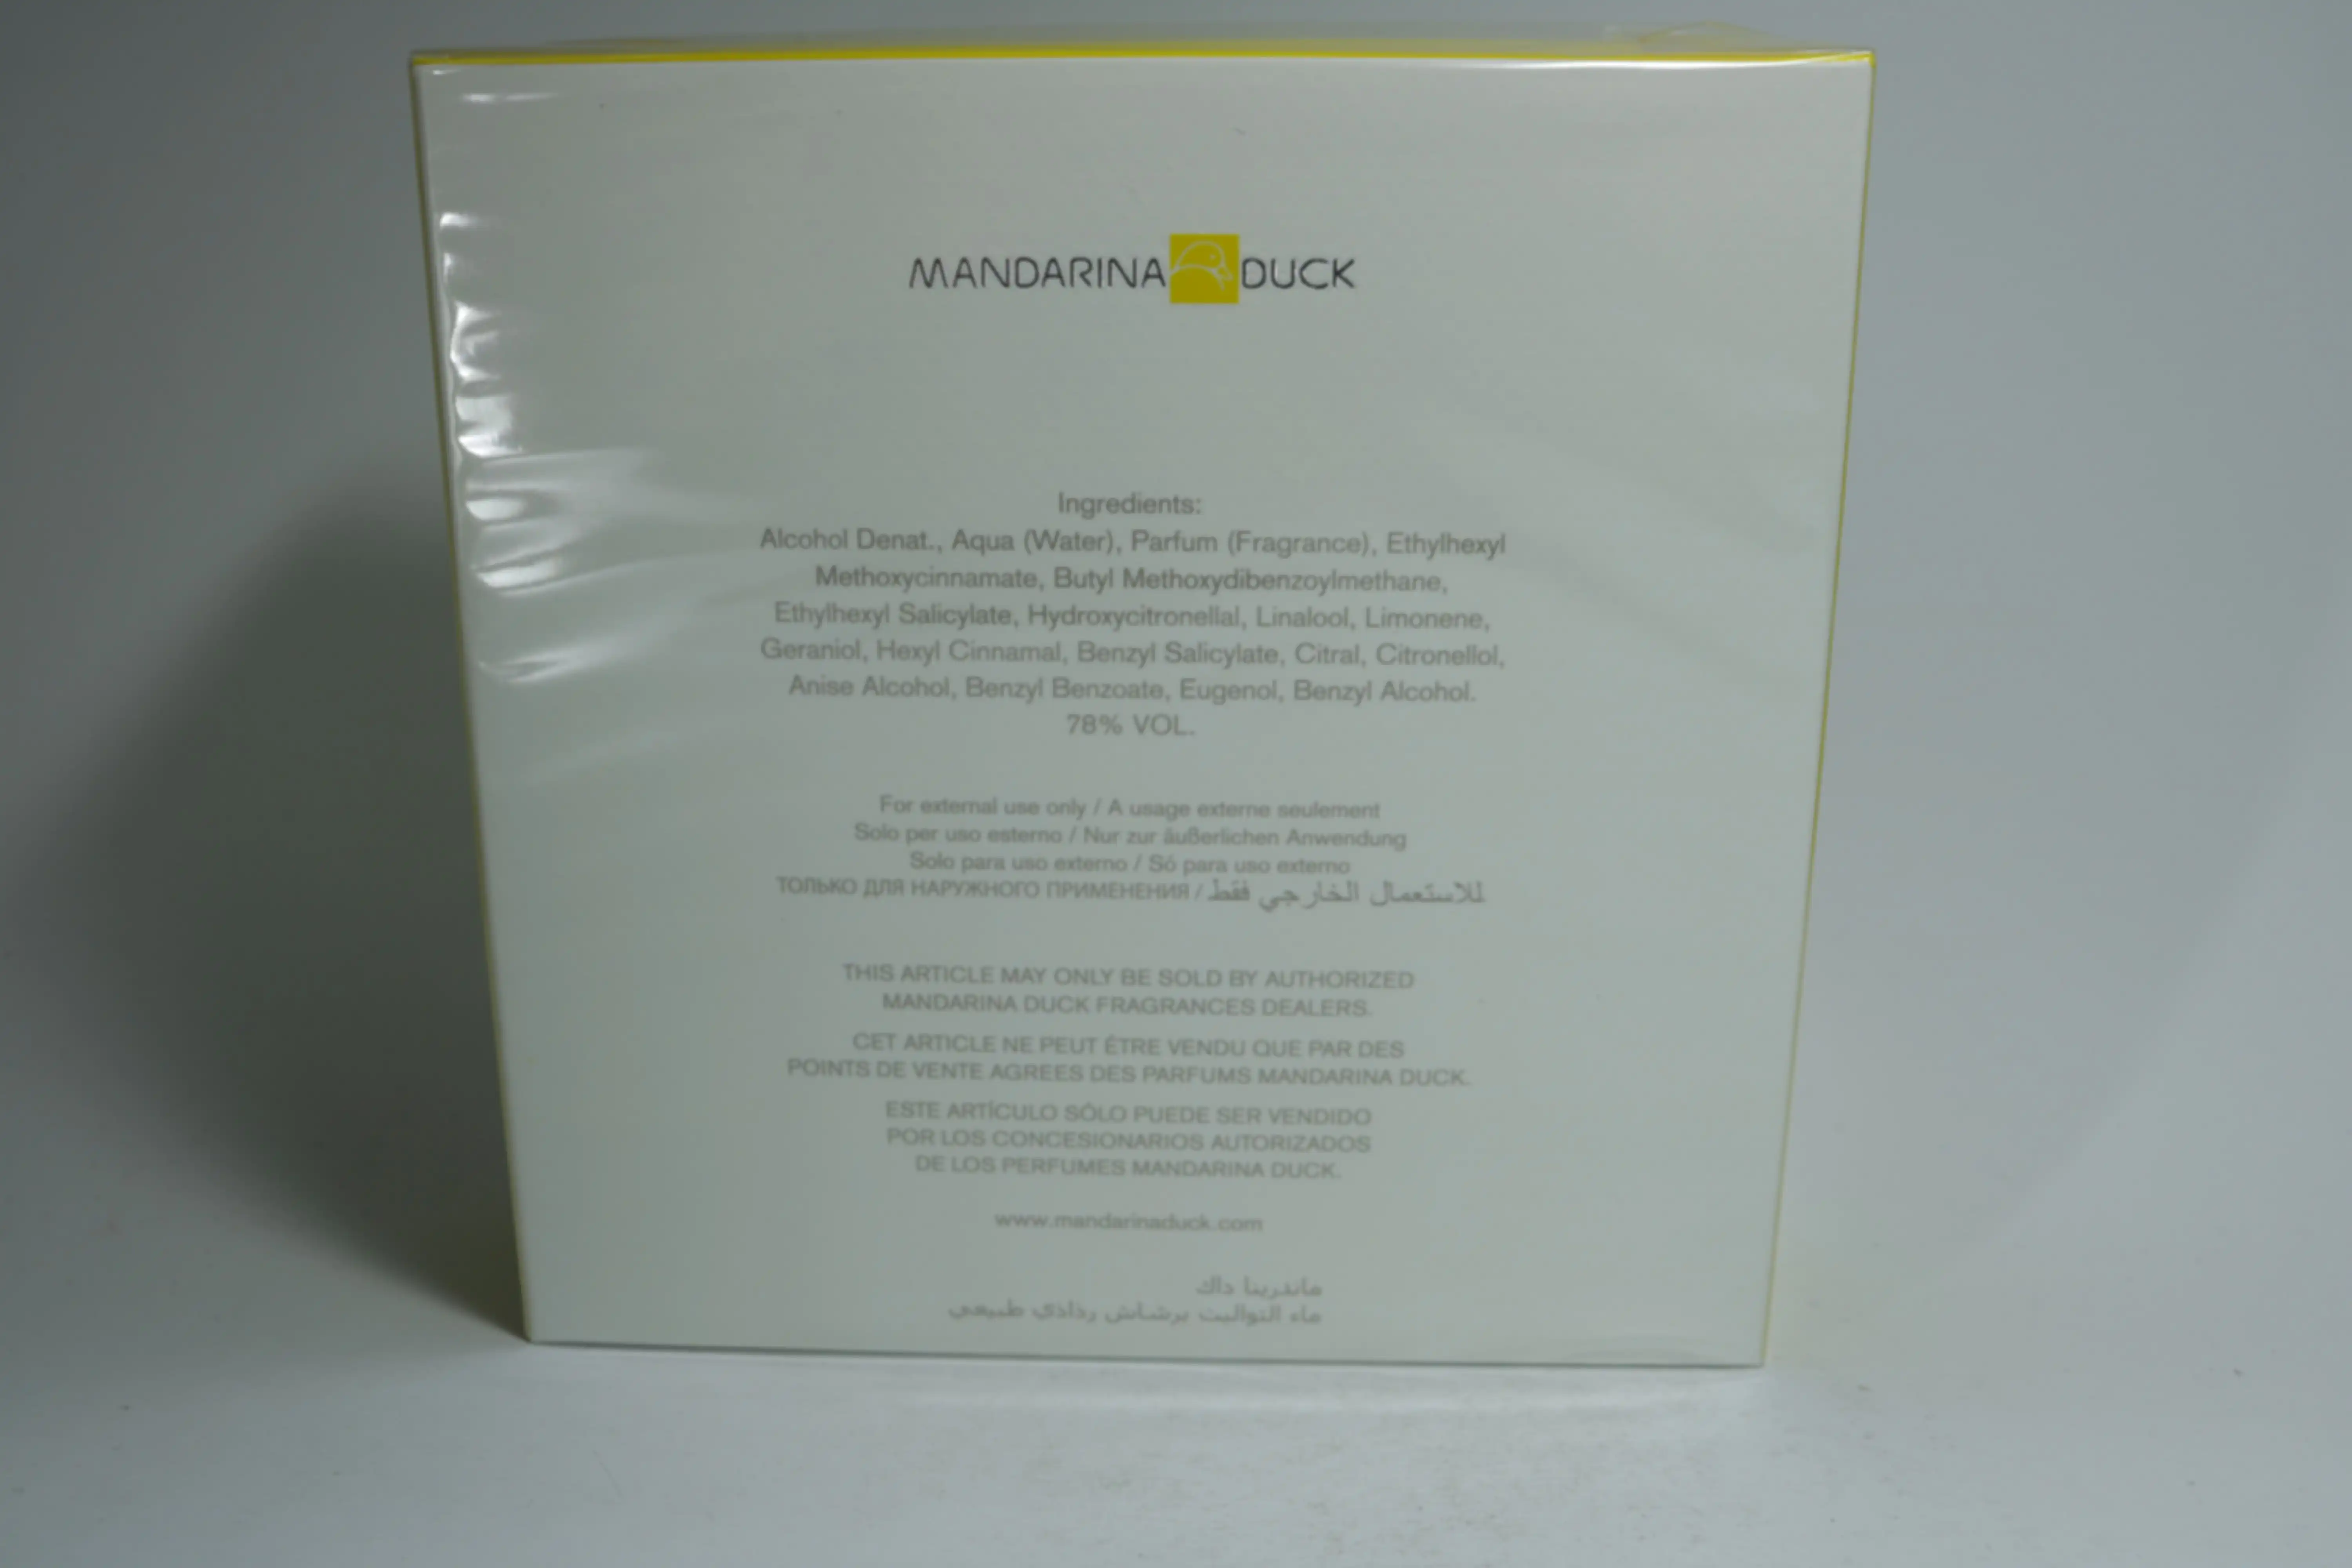 MANDARINA DUCK
Ingredients:
Alcohol Denat., Aqua (Water), Parfum (Fragrance), Ethylhexyl
Methoxycinnamate, Butyl Methoxydibenzoylmethane,
Ethylhexyl Salicylate, Hydroxycitronellal, Linalool, Limonene,
Geraniol, Hexyl Cinnamal, Benzyl Salicylate, Citral, Citronellol,
Anise Alcohol, Benzyl Benzoate, Eugenol, Benzyl Alcohol.
78% VOL.
For external use only / A usage externe seulement
Solo per uso esterno / Nur zur äußerlichen Anwendung
Solo para uso externo / Só para uso externo
ТОЛЬКО ДЛЯ НАРУЖНОГО ПРИМЕНЕНИЯ / للاستعمال الخارجي فقط
THIS ARTICLE MAY ONLY BE SOLD BY AUTHORIZED
MANDARINA DUCK FRAGRANCES DEALERS.
CET ARTICLE NE PEUT ÉTRE VENDU QUE PAR DES
POINTS DE VENTE AGREES DES PARFUMS MANDARINA DUCK.
ESTE ARTÍCULO SÓLO PUEDE SER VENDIDO
POR LOS CONCESIONARIOS AUTORIZADOS
DE LOS PERFUMES MANDARINA DUCK.
www.mandarinaduck.com
ماندرينا داك
ماء التواليت برشاش رذاذي طبيعي